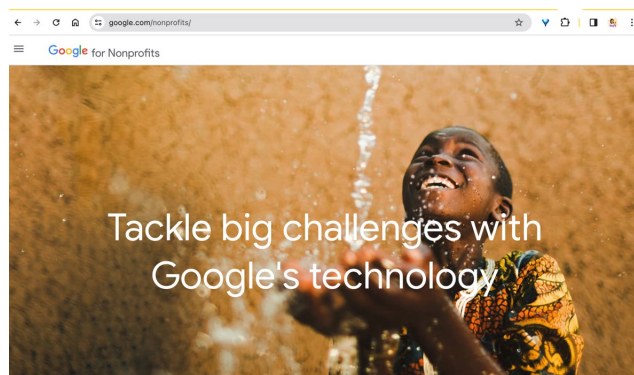 google.com/nonprofits/
Google for Nonprofits
Tackle big challenges with
Google's technology